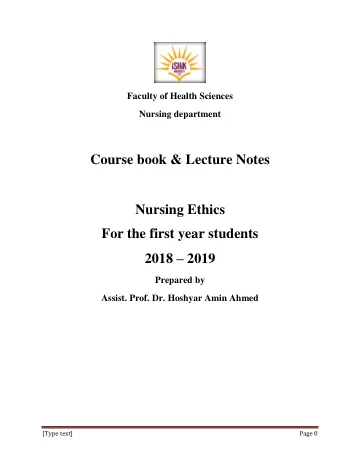 ISHIK
Faculty of Health Sciences
Nursing department
Course book & Lecture Notes
Nursing Ethics
For the first year students
2018 – 2019
Prepared by
Assist. Prof. Dr. Hoshyar Amin Ahmed
[Type text] Page 0